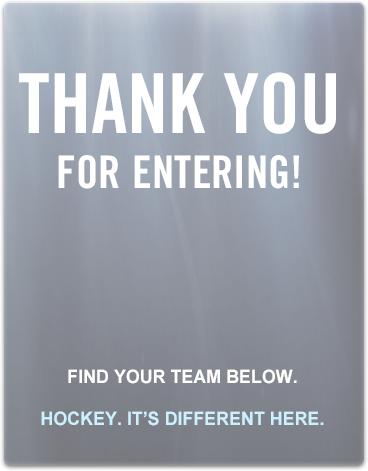 THANK YOU
FOR ENTERING!
FIND YOUR TEAM BELOW.
HOCKEY. IT'S DIFFERENT HERE.